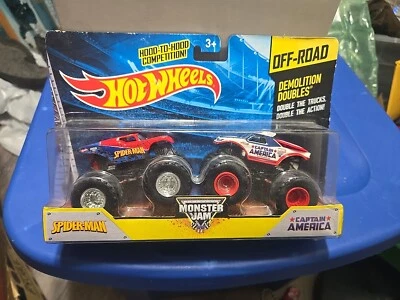 HOOD-TO-HOOD
COMPETITION!
3+
HOT WHEELS
OFF-ROAD
DEMOLITION
DOUBLES
DOUBLE THE TRUCKS.
DOUBLE THE ACTION!
SPIDER-MAN
CAPTAIN
AMERICA
SPIDER-MAN
MONSTER
JAM
CAPTAIN
AMERICA